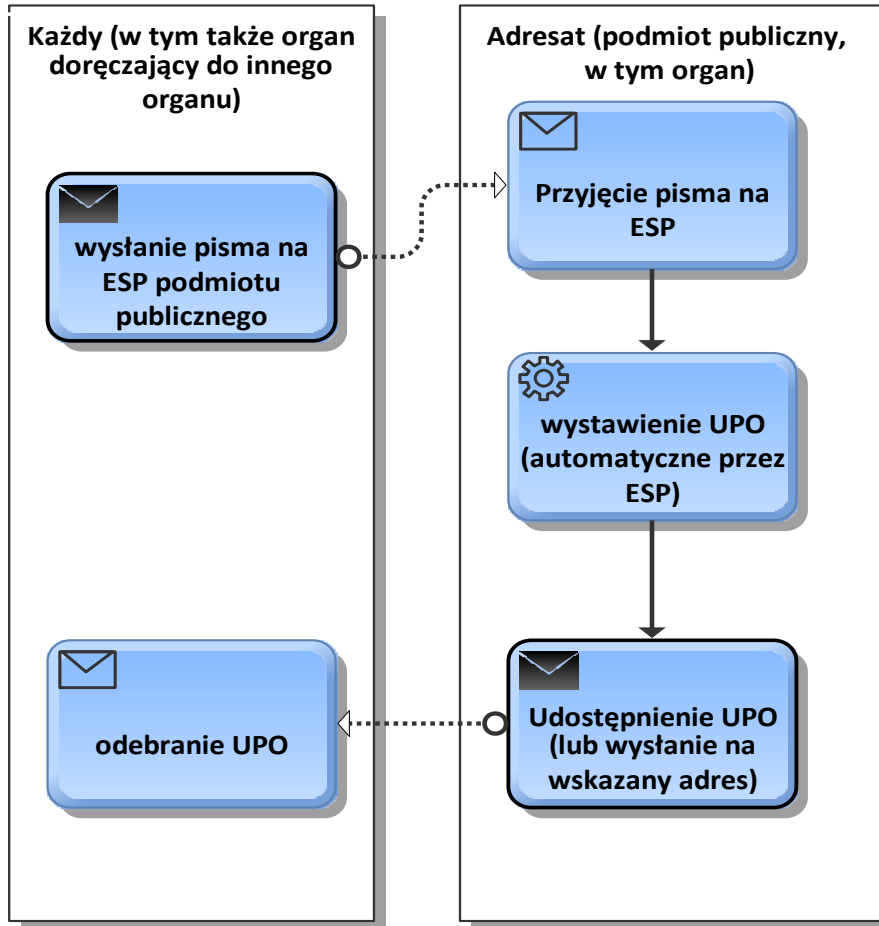 Każdy (w tym także organ
doręczający do innego
organu)
wysłanie pisma na
ESP podmiotu
publicznego
odebranie UPO
Adresat (podmiot publiczny,
w tym organ)
Przyjęcie pisma na
ESP
wystawienie UPO
(automatyczne przez
ESP)
Udostępnienie UPO
(lub wysłanie na
wskazany adres)